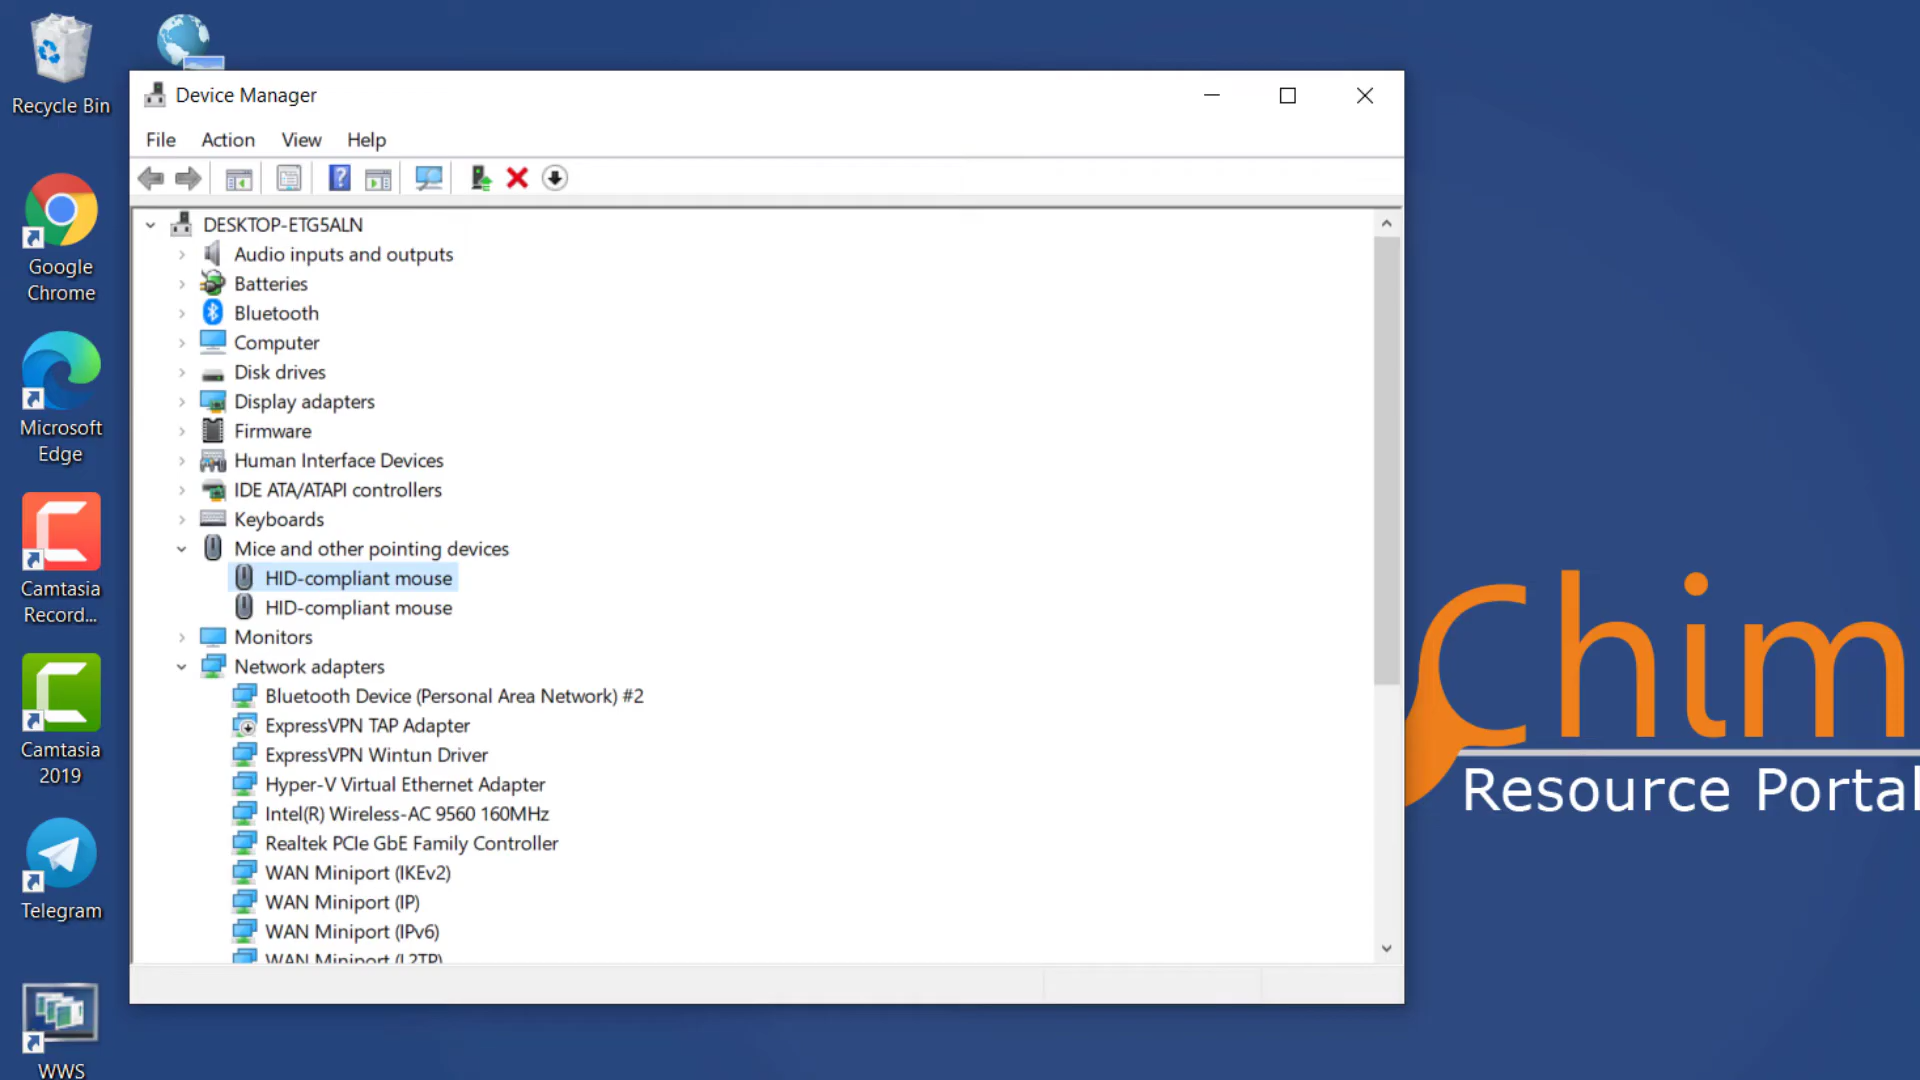 Recycle Bin
Google
Chrome
Microsoft
Edge
Camtasia
Record...
Camtasia
2019
Telegram
WWS
Device Manager
File Action View Help
DESKTOP-ETG5ALN
Audio inputs and outputs
Batteries
Bluetooth
Computer
Disk drives
Display adapters
Firmware
Human Interface Devices
IDE ATA/ATAPI controllers
Keyboards
Mice and other pointing devices
HID-compliant mouse
HID-compliant mouse
Monitors
Network adapters
Bluetooth Device (Personal Area Network) #2
ExpressVPN TAP Adapter
ExpressVPN Wintun Driver
Hyper-V Virtual Ethernet Adapter
Intel(R) Wireless-AC 9560 160MHz
Realtek PCIe GbE Family Controller
WAN Miniport (IKEv2)
WAN Miniport (IP)
WAN Miniport (IPv6)
WAN Miniport (L2TP)
Chim
Resource Portal